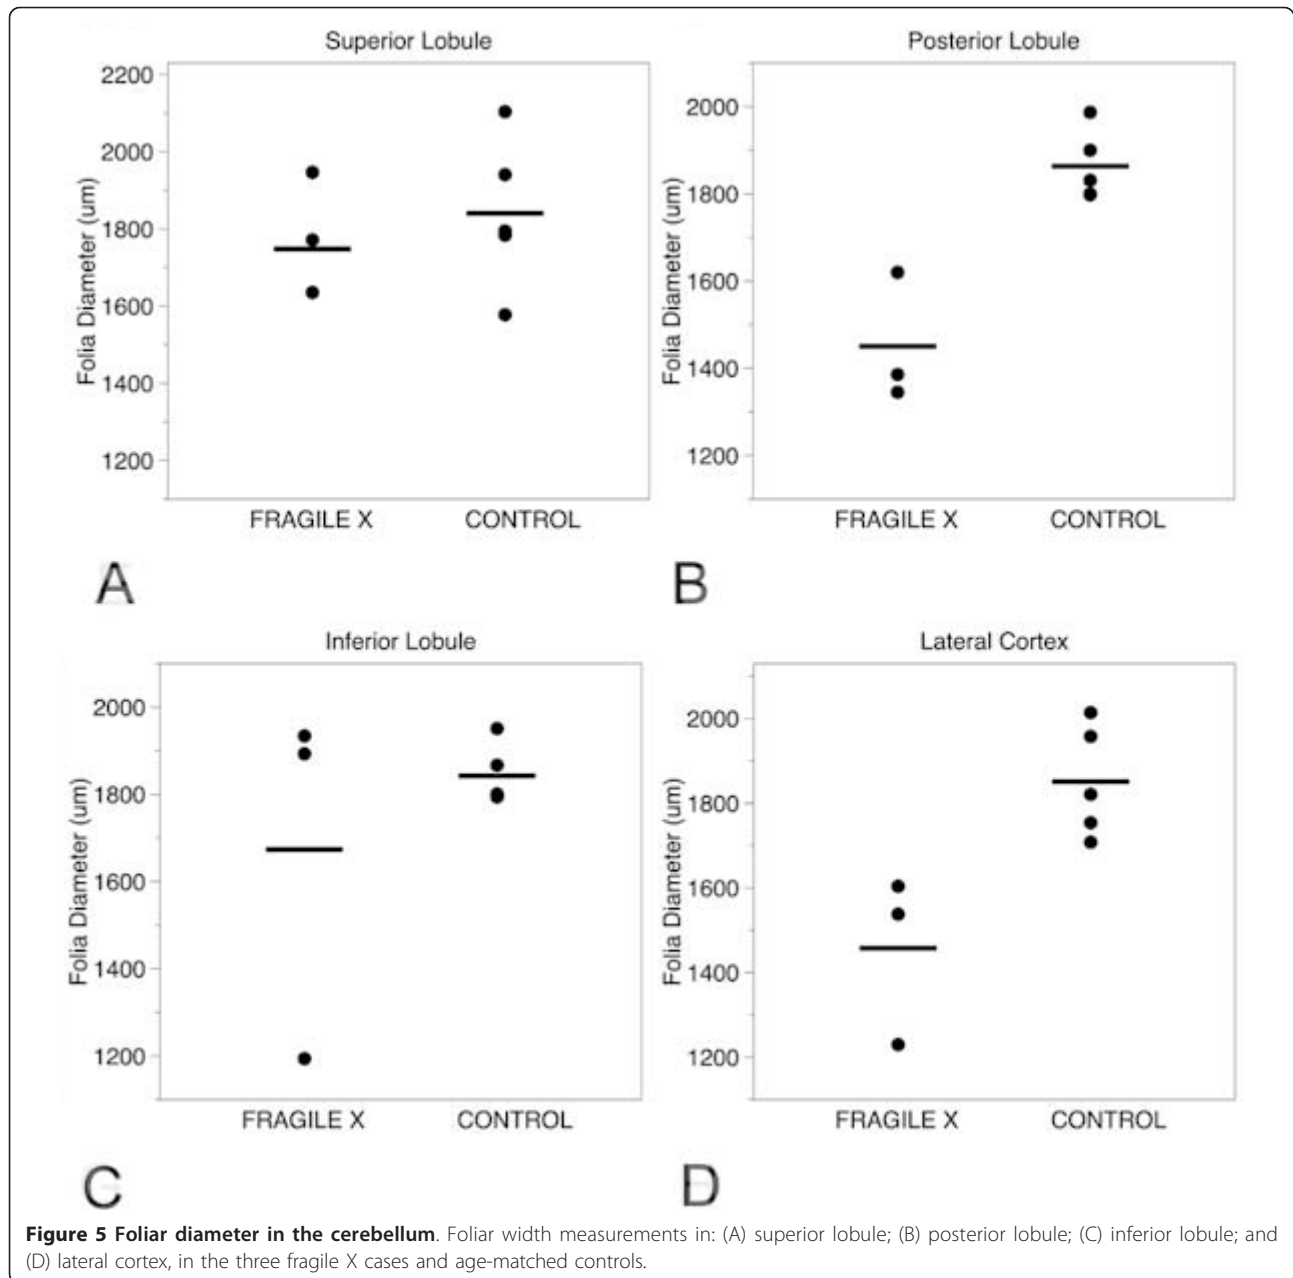 Superior Lobule
Folia Diameter (um)
2200
2000
1800
1600
1400
1200
FRAGILE X CONTROL
A
Posterior Lobule
Folia Diameter (um)
2000
1800
1600
1400
1200
FRAGILE X CONTROL
B
Inferior Lobule
Folia Diameter (um)
2000
1800
1600
1400
1200
FRAGILE X CONTROL
C
Lateral Cortex
Folia Diameter (um)
2000
1800
1600
1400
1200
FRAGILE X CONTROL
D
Figure 5 Foliar diameter in the cerebellum. Foliar width measurements in: (A) superior lobule; (B) posterior lobule; (C) inferior lobule; and
(D) lateral cortex, in the three fragile X cases and age-matched controls.